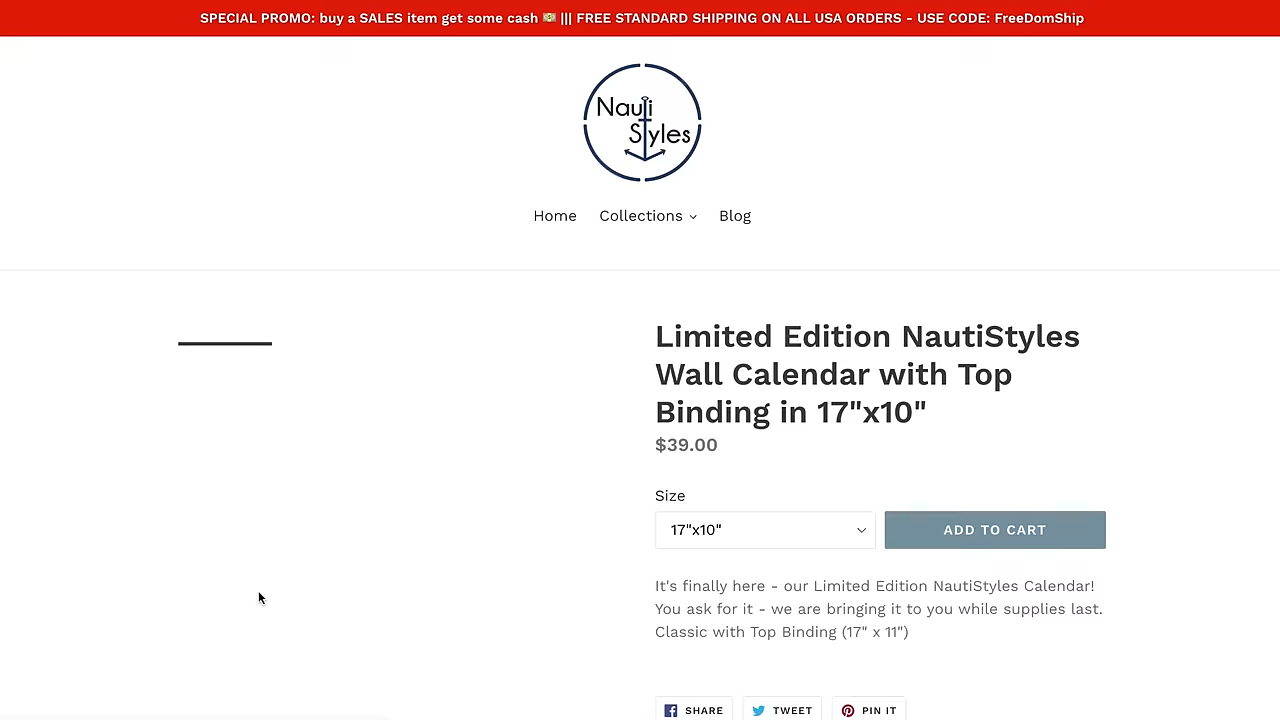 SPECIAL PROMO: buy a SALES item get some cash 💵 ||| FREE STANDARD SHIPPING ON ALL USA ORDERS - USE CODE: FreeDomShip
Nauti
Styles
Home Collections Blog
Limited Edition NautiStyles
Wall Calendar with Top
Binding in 17"x10"
$39.00
Size
17"x10" ADD TO CART
It's finally here - our Limited Edition NautiStyles Calendar!
You ask for it - we are bringing it to you while supplies last.
Classic with Top Binding (17" x 11")
SHARE TWEET PIN IT